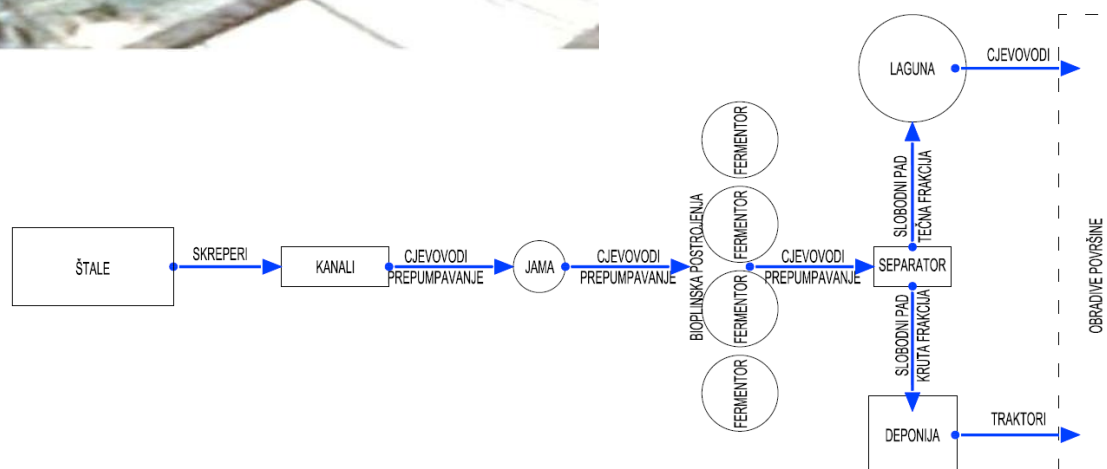 ŠTALE
SKREPERI
KANALI
CJEVOVODI
PREPUMPAVANJE
JAMA
CJEVOVODI
PREPUMPAVANJE
BIOPLINSKA POSTROJENJA
FERMENTOR
FERMENTOR
FERMENTOR
FERMENTOR
CJEVOVODI
PREPUMPAVANJE
SEPARATOR
SLOBODNI PAD
TEČNA FRAKCIJA
LAGUNA
CJEVOVODI
SLOBODNI PAD
KRUTA FRAKCIJA
DEPONIJA
TRAKTORI
OBRADIVE POVRŠINE